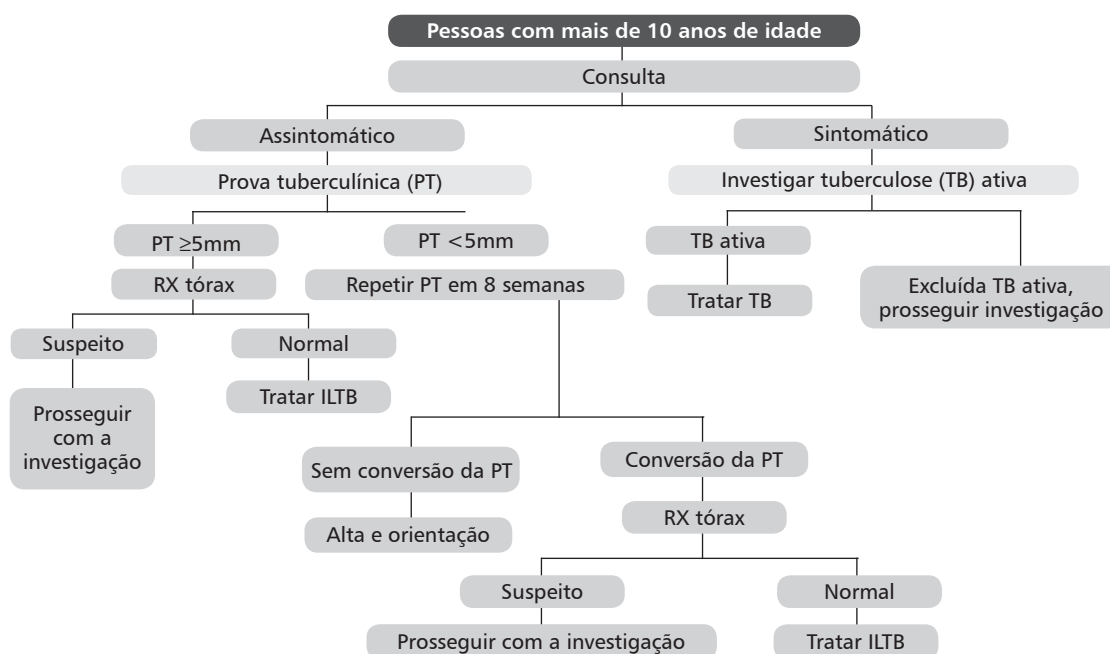 Pessoas com mais de 10 anos de idade
Consulta
Assintomático
Sintomático
Prova tuberculínica (PT)
Investigar tuberculose (TB) ativa
PT ≥5mm
PT <5mm
TB ativa
RX tórax
Repetir PT em 8 semanas
Tratar TB
Excluída TB ativa,
prosseguir investigação
Suspeito
Normal
Prosseguir
com a
investigação
Tratar ILTB
Sem conversão da PT
Conversão da PT
Alta e orientação
RX tórax
Suspeito
Normal
Prosseguir com a investigação
Tratar ILTB